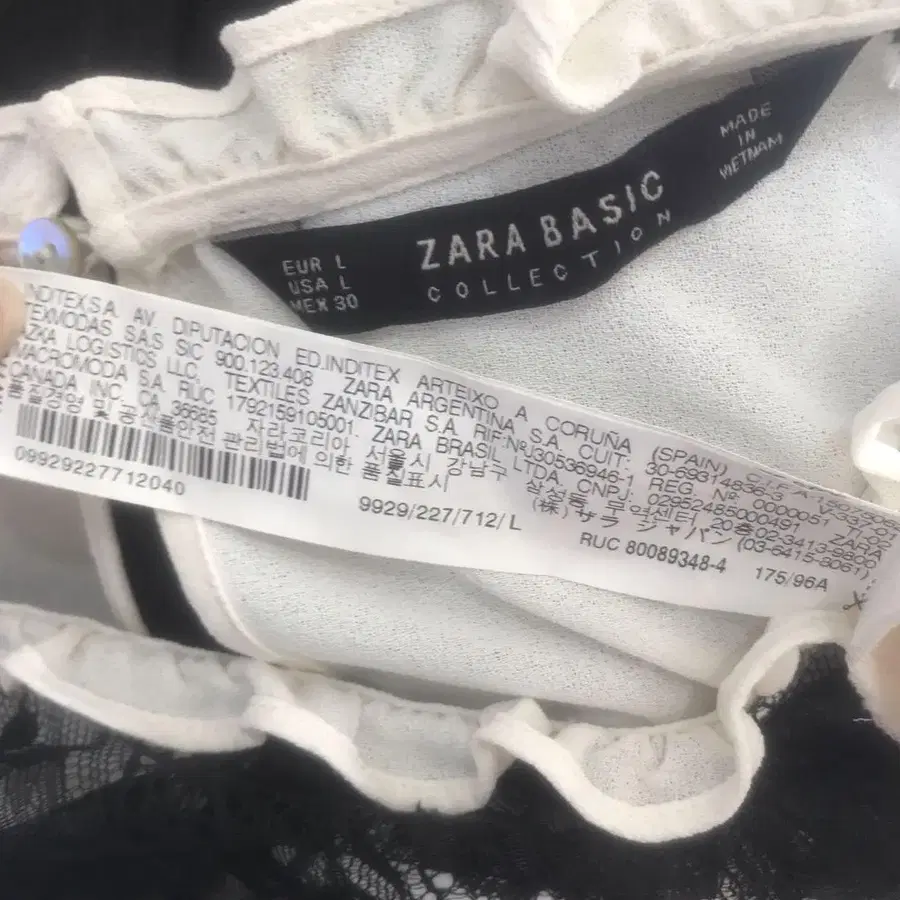 MADE
IN
VIETNAM
ZARA BASIC
COLLECTION
EUR L
USA L
MEX 30
INDITEX,S.A. AV. DIPUTACION ED.INDITEX ARTEIXO A CORUÑA (SPAIN)
TEXMODAS S.A.S SIC 900.123.408 ZARA ARGENTINA S.A. CUIT: 30-69314836-3
ZKA LOGISTICS LLC, TEXTILES ZANZIBAR S.A. RIF:NºJ30536946-1 REG. Nº 0000051
MACROMODA S.A. RUC 1792159105001· ZARA BRASIL LTDA. CNPJ: 02952485000491 ZARA
CANADA INC. CA 36685 자라코리아, 서울시 강남구 삼성동 무역센터, 20층 02-3413-9800
품질경영 및 공산품안전 관리법에 의한 품질표시 (株)ザラ ジャパン(03-6415-8061)
09929227712040
9929/227/712/L
RUC 80089348-4
175/96A